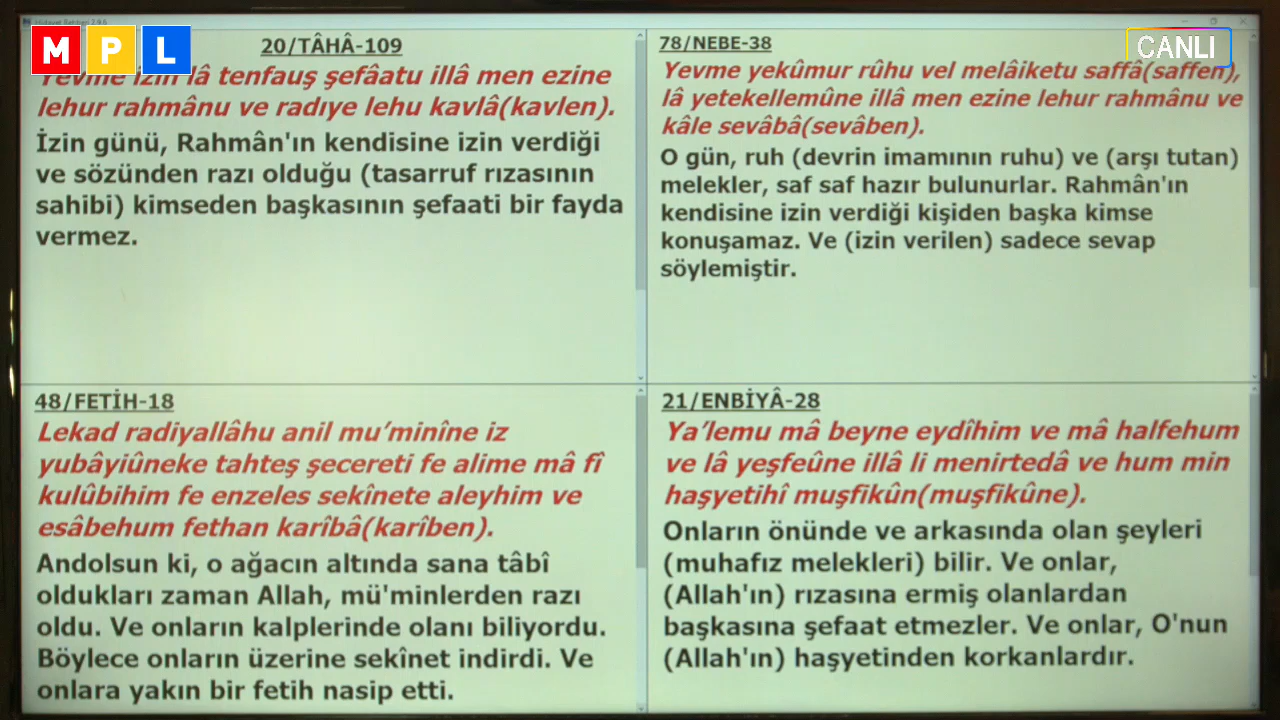 Hidayet Rehberi 2.9.6
MPL
CANLI
20/TÂHÂ-109
Yevme izin lâ tenfauş şefâatu illâ men ezine
lehur rahmânu ve radıye lehu kavlâ(kavlen).
İzin günü, Rahmân'ın kendisine izin verdiği
ve sözünden razı olduğu (tasarruf rızasının
sahibi) kimseden başkasının şefaati bir fayda
vermez.
78/NEBE-38
Yevme yekûmur rûhu vel melâiketu saffâ(saffen),
lâ yetekellemûne illâ men ezine lehur rahmânu ve
kâle sevâbâ(sevâben).
O gün, ruh (devrin imamının ruhu) ve (arşı tutan)
melekler, saf saf hazır bulunurlar. Rahmân'ın
kendisine izin verdiği kişiden başka kimse
konuşamaz. Ve (izin verilen) sadece sevap
söylemiştir.
48/FETİH-18
Lekad radiyallâhu anil mu’minîne iz
yubâyiûneke tahteş şecereti fe alime mâ fî
kulûbihim fe enzeles sekînete aleyhim ve
esâbehum fethan karîbâ(karîben).
Andolsun ki, o ağacın altında sana tâbî
oldukları zaman Allah, mü'minlerden razı
oldu. Ve onların kalplerinde olanı biliyordu.
Böylece onların üzerine sekînet indirdi. Ve
onlara yakın bir fetih nasip etti.
21/ENBİYÂ-28
Ya’lemu mâ beyne eydîhim ve mâ halfehum
ve lâ yeşfeûne illâ li menirtedâ ve hum min
haşyetihî muşfikûn(muşfikûne).
Onların önünde ve arkasında olan şeyleri
(muhafız melekleri) bilir. Ve onlar,
(Allah'ın) rızasına ermiş olanlardan
başkasına şefaat etmezler. Ve onlar, O'nun
(Allah'ın) haşyetinden korkanlardır.